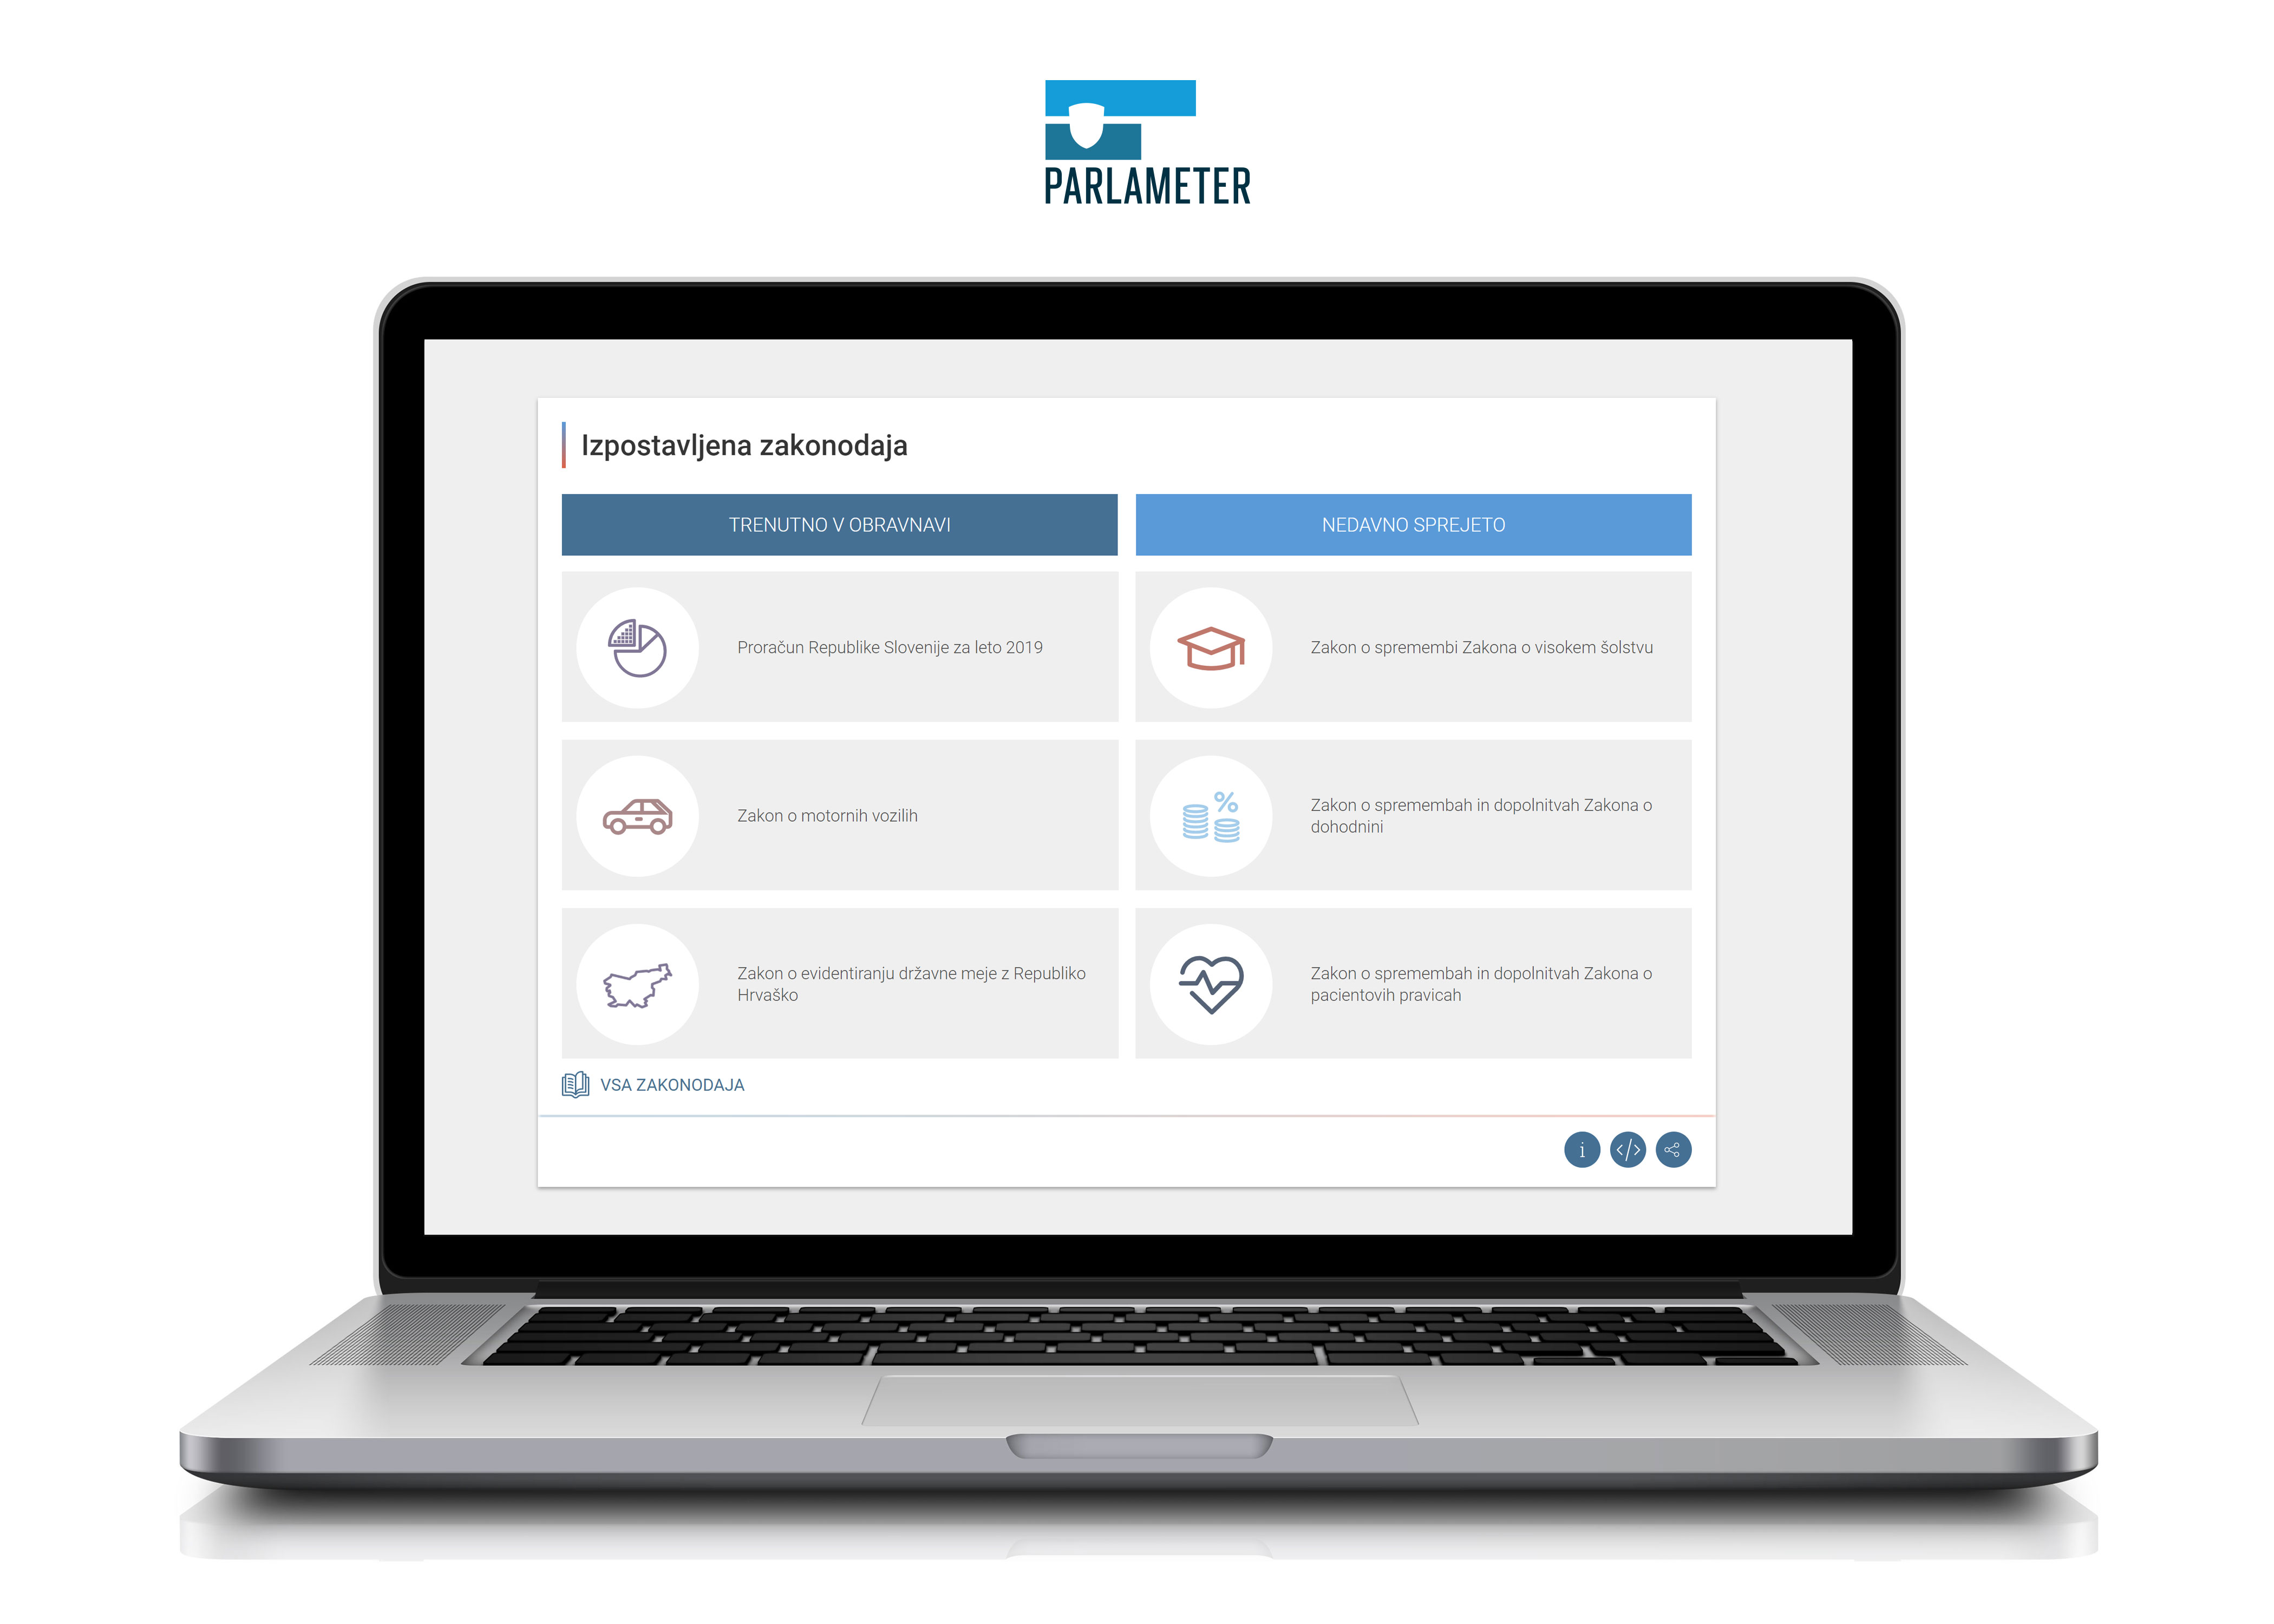 PARLAMETER
Izpostavljena zakonodaja
TRENUTNO V OBRAVNAVI
Proračun Republike Slovenije za leto 2019
Zakon o motornih vozilih
Zakon o evidentiranju državne meje z Republiko
Hrvaško
NEDAVNO SPREJETO
Zakon o spremembi Zakona o visokem šolstvu
%
Zakon o spremembah in dopolnitvah Zakona o
dohodnini
Zakon o spremembah in dopolnitvah Zakona o
pacientovih pravicah
VSA ZAKONODAJA
i
</>